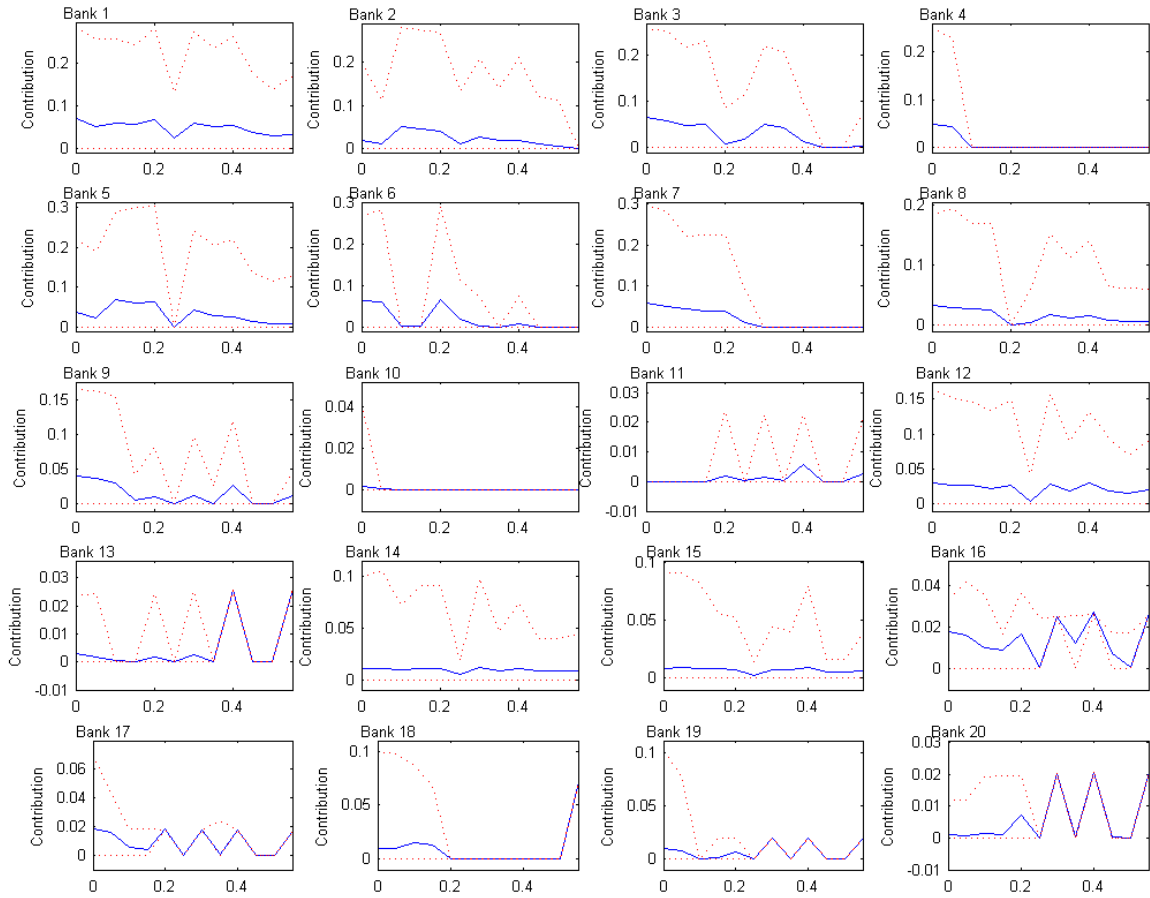 Bank 1 Bank 2 Bank 3 Bank 4
Contribution Contribution Contribution Contribution
0.2 0.2 0.2 0.2
0.1 0.1 0.1 0.1
0 0 0 0
0 0.2 0.4 0 0.2 0.4 0 0.2 0.4 0 0.2 0.4
Bank 5 Bank 6 Bank 7 Bank 8
Contribution Contribution Contribution Contribution
0.3 0.3 0.3 0.2
0.2 0.2 0.2 0.1
0.1 0.1 0.1 0
0 0 0
0 0.2 0.4 0 0.2 0.4 0 0.2 0.4 0 0.2 0.4
Bank 9 Bank 10 Bank 11 Bank 12
Contribution Contribution Contribution Contribution
0.15 0.04 0.03 0.15
0.1 0.02 0.02 0.1
0.05 0 0.01 0.05
0 0 0
-0.01
0 0.2 0.4 0 0.2 0.4 0 0.2 0.4 0 0.2 0.4
Bank 13 Bank 14 Bank 15 Bank 16
Contribution Contribution Contribution Contribution
0.03 0.1 0.1 0.04
0.02 0.05 0.05 0.02
0.01 0 0 0
0
-0.01
0 0.2 0.4 0 0.2 0.4 0 0.2 0.4 0 0.2 0.4
Bank 17 Bank 18 Bank 19 Bank 20
Contribution Contribution Contribution Contribution
0.06 0.1 0.1 0.03
0.04 0.05 0.05 0.02
0.02 0 0 0.01
0 0
-0.01
0 0.2 0.4 0 0.2 0.4 0 0.2 0.4 0 0.2 0.4